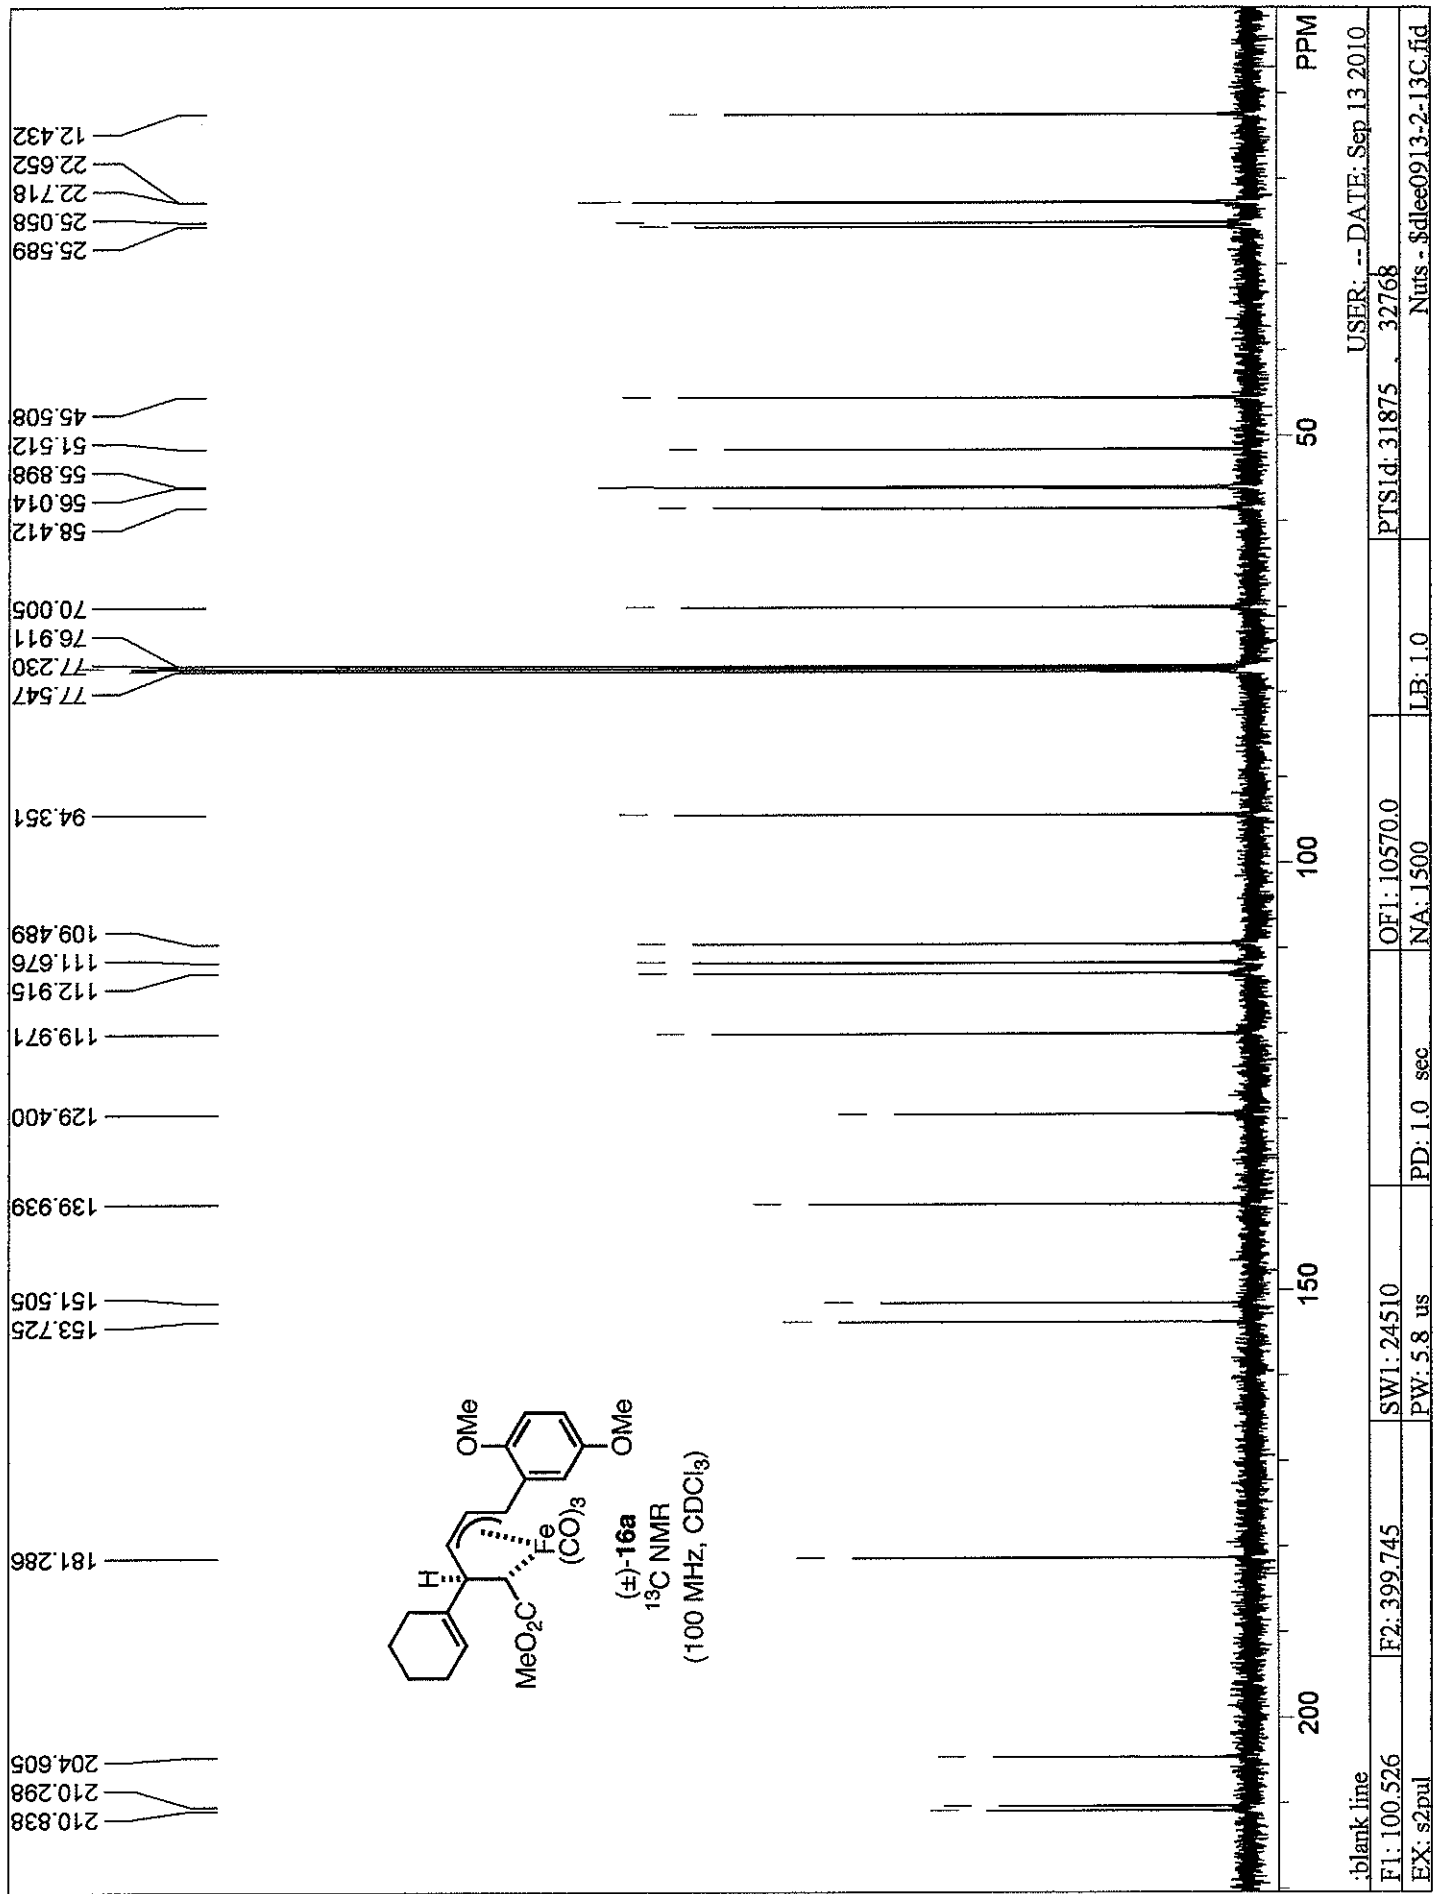 210.838
210.298
204.605
181.286
153.725
151.505
139.939
129.400
119.971
112.915
111.676
109.489
94.351
77.547
77.230
76.911
70.005
58.412
56.014
55.898
51.512
45.508
25.589
25.058
22.718
22.652
12.432
H
OMe
MeO2C
Fe
(CO)3
OMe
(±)-16a
13C NMR
(100 MHz, CDCl3)
200
150
100
50
PPM
;blank line
USER: -- DATE: Sep 13 2010
F1: 100.526
F2: 399.745
SW1: 24510
OF1: 10570.0
PTS1d: 31875 , 32768
EX: s2pul
PW: 5.8 us
PD: 1.0 sec
NA: 1500
LB: 1.0
Nuts - $dlee0913-2-13C.fid